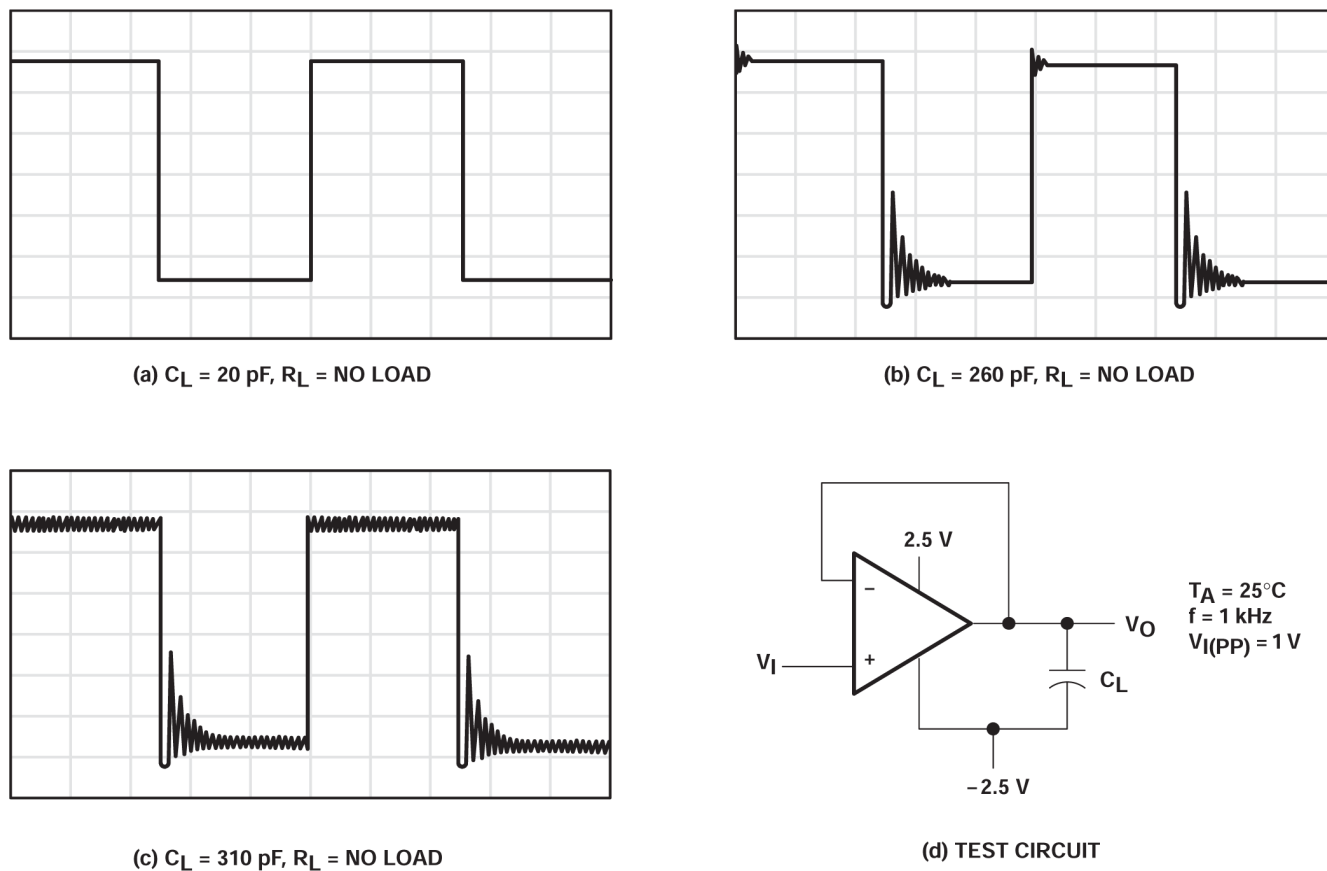 (a) CL = 20 pF, RL = NO LOAD
(b) CL = 260 pF, RL = NO LOAD
(c) CL = 310 pF, RL = NO LOAD
2.5 V
–
+
VI
VO
CL
–2.5 V
TA = 25°C
f = 1 kHz
VI(PP) = 1 V
(d) TEST CIRCUIT